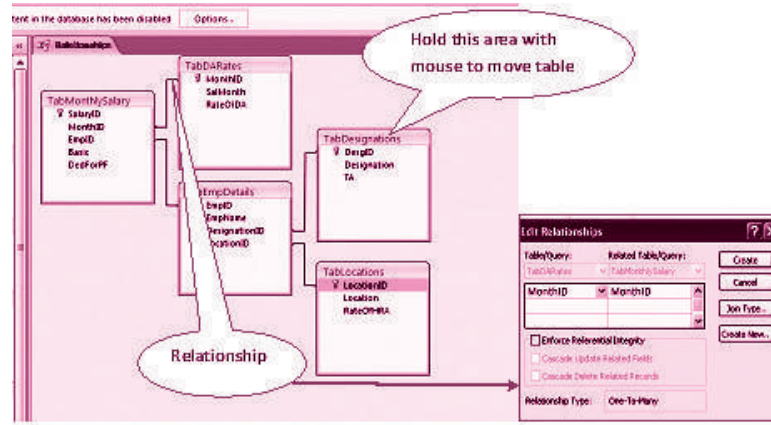 tent in the database has been disabled
Options..
Relationships
Hold this area with
mouse to move table
TabDARates
MonthID
SalMonth
RateOfDA
TabMonthlySalary
SalaryID
MonthID
EmpID
Basic
DedForPF
TabDesignations
DesgID
Designation
TA
TabEmpDetails
EmpID
EmpName
DesignationID
LocationID
TabLocations
LocationID
Location
RateOfHRA
Relationship
Edit Relationships
Table/Query: Related Table/Query:
TabDARates TabMonthlySalary
MonthID MonthID
Enforce Referential Integrity
Cascade Update Related Fields
Cascade Delete Related Records
Relationship Type: One-To-Many
Create
Cancel
Join Type..
Create New..